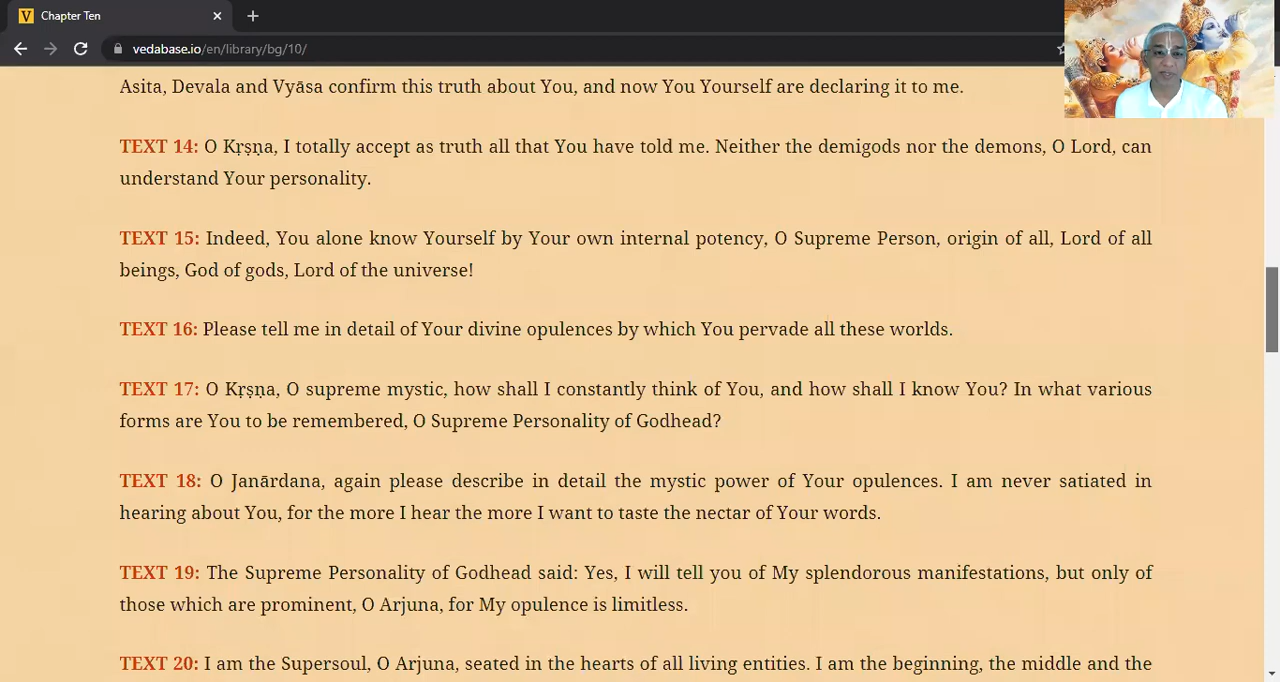 V Chapter Ten
vedabase.io/en/library/bg/10/
Asita, Devala and Vyāsa confirm this truth about You, and now You Yourself are declaring it to me.
TEXT 14: O Kṛṣṇa, I totally accept as truth all that You have told me. Neither the demigods nor the demons, O Lord, can
understand Your personality.
TEXT 15: Indeed, You alone know Yourself by Your own internal potency, O Supreme Person, origin of all, Lord of all
beings, God of gods, Lord of the universe!
TEXT 16: Please tell me in detail of Your divine opulences by which You pervade all these worlds.
TEXT 17: O Kṛṣṇa, O supreme mystic, how shall I constantly think of You, and how shall I know You? In what various
forms are You to be remembered, O Supreme Personality of Godhead?
TEXT 18: O Janārdana, again please describe in detail the mystic power of Your opulences. I am never satiated in
hearing about You, for the more I hear the more I want to taste the nectar of Your words.
TEXT 19: The Supreme Personality of Godhead said: Yes, I will tell you of My splendorous manifestations, but only of
those which are prominent, O Arjuna, for My opulence is limitless.
TEXT 20: I am the Supersoul, O Arjuna, seated in the hearts of all living entities. I am the beginning, the middle and the